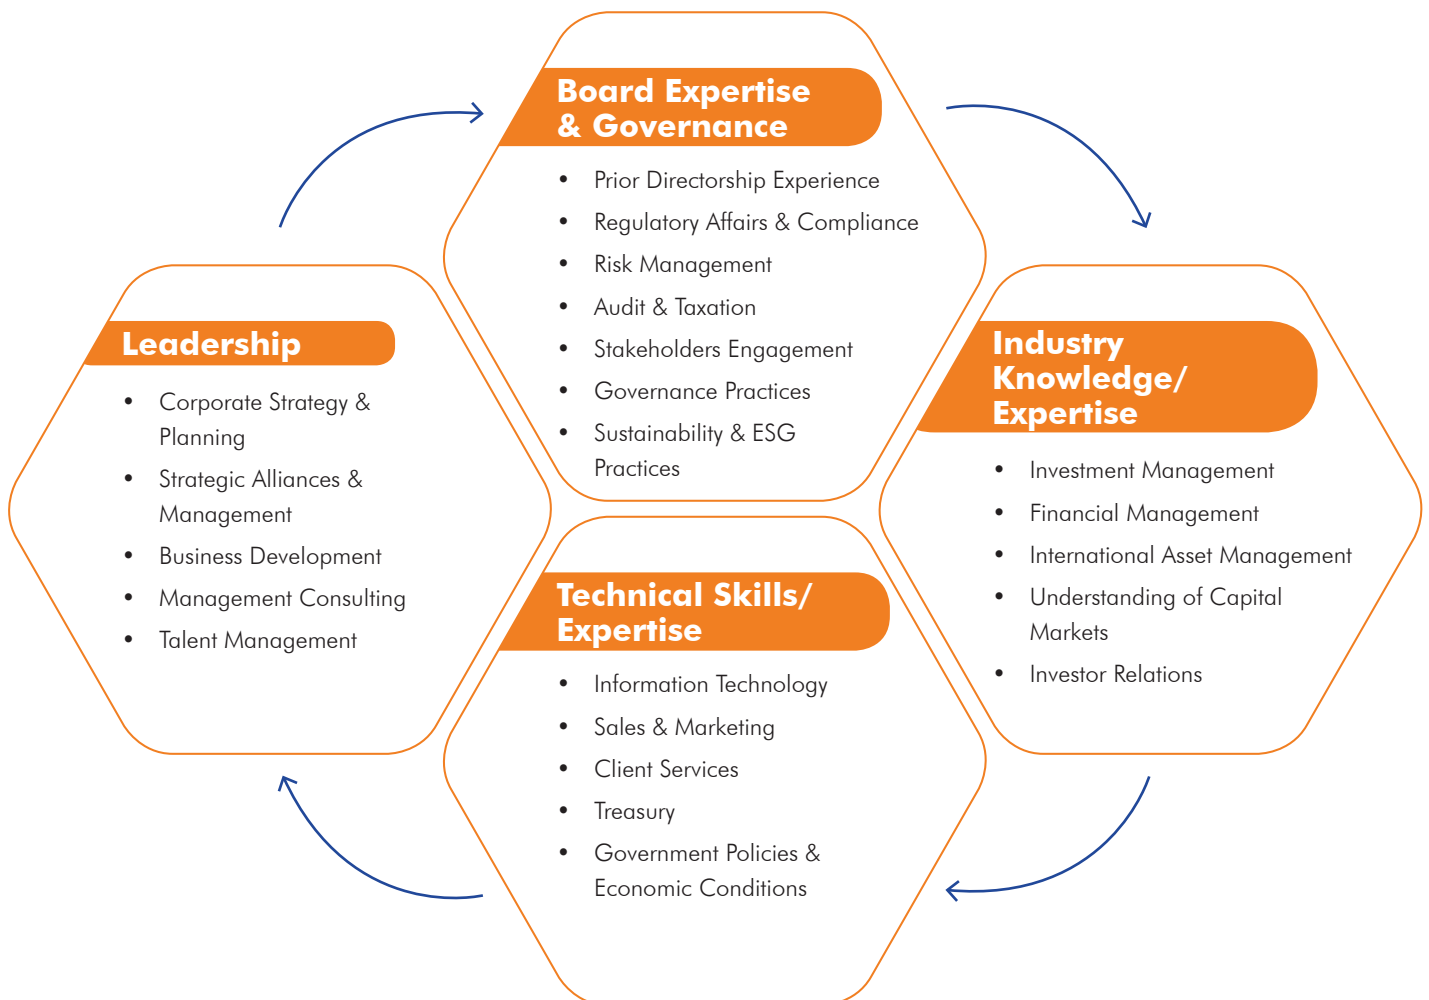 Board Expertise
& Governance
• Prior Directorship Experience
• Regulatory Affairs & Compliance
• Risk Management
• Audit & Taxation
• Stakeholders Engagement
• Governance Practices
• Sustainability & ESG
Practices
Leadership
• Corporate Strategy &
Planning
• Strategic Alliances &
Management
• Business Development
• Management Consulting
• Talent Management
Industry
Knowledge/
Expertise
• Investment Management
• Financial Management
• International Asset Management
• Understanding of Capital
Markets
• Investor Relations
Technical Skills/
Expertise
• Information Technology
• Sales & Marketing
• Client Services
• Treasury
• Government Policies &
Economic Conditions